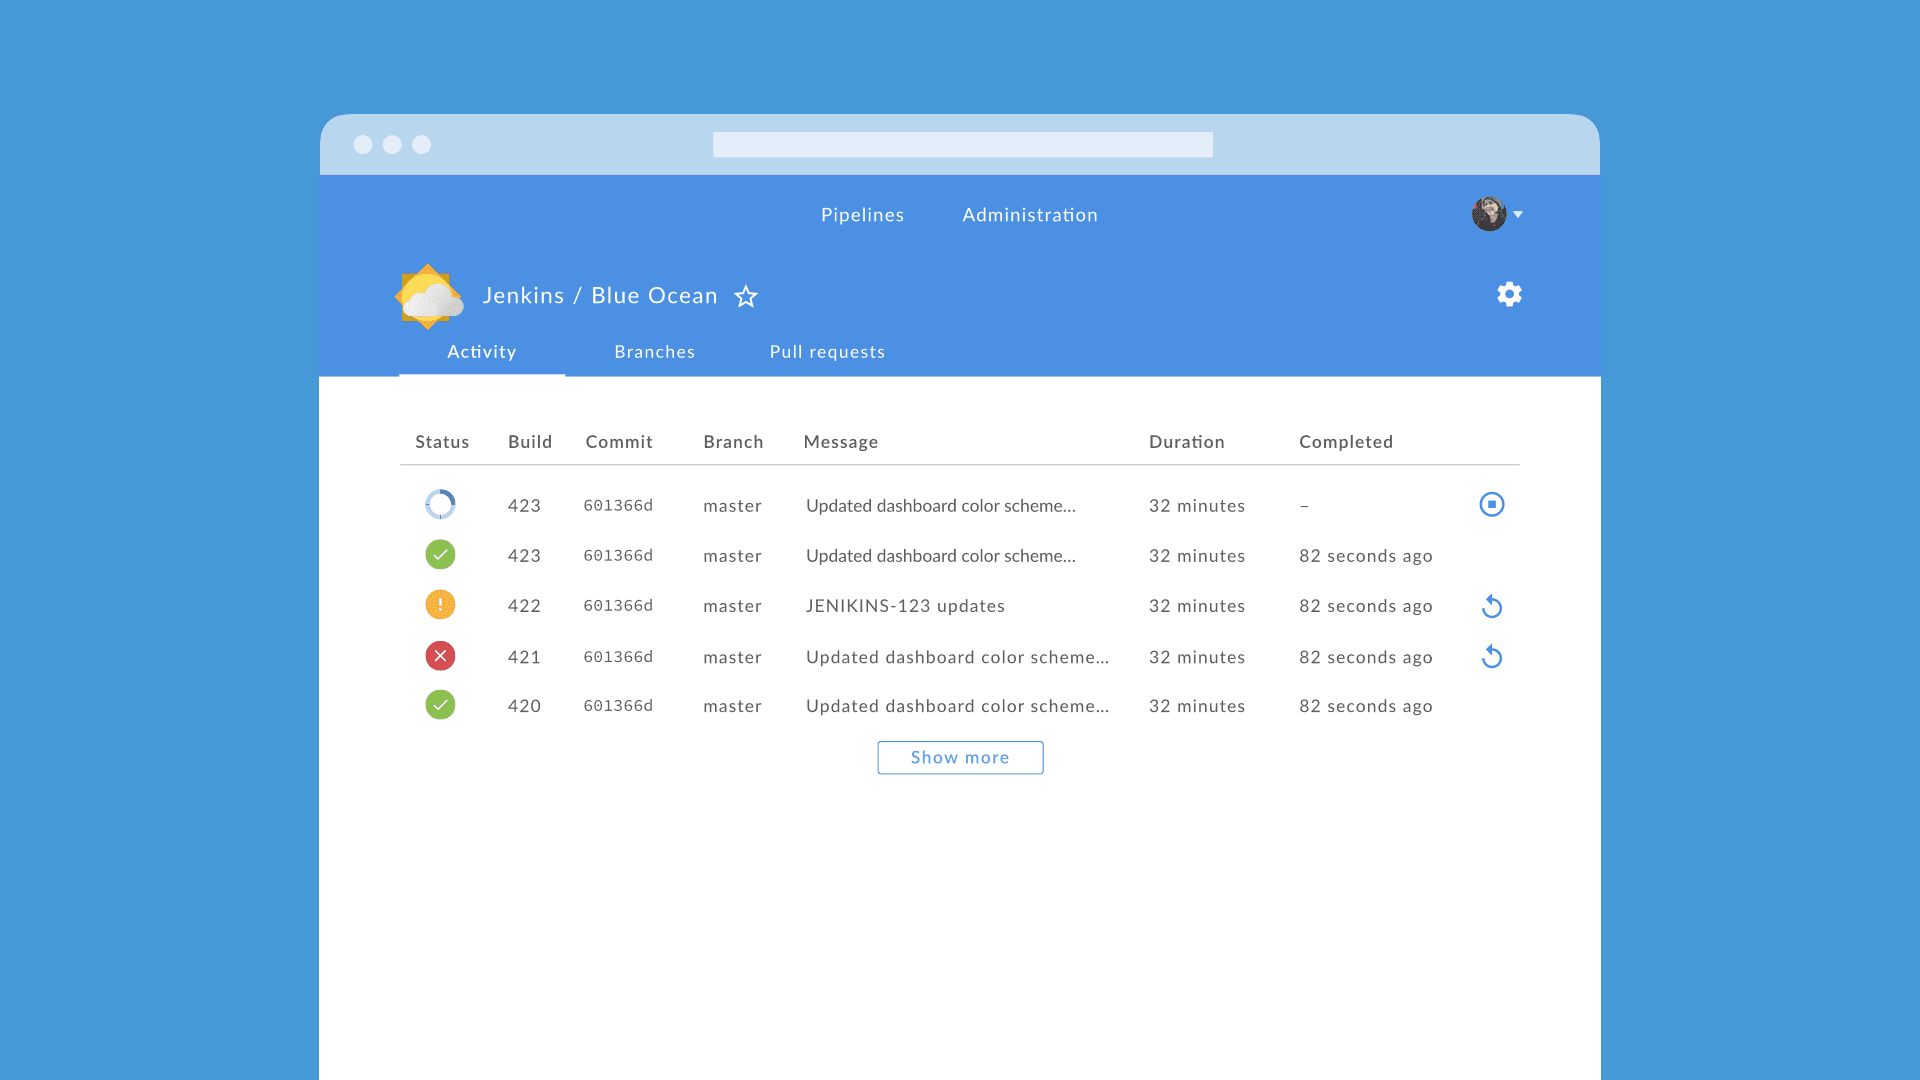 Pipelines Administration
Jenkins / Blue Ocean
Activity Branches Pull requests
Status Build Commit Branch Message Duration Completed
423 601366d master Updated dashboard color scheme... 32 minutes –
423 601366d master Updated dashboard color scheme... 32 minutes 82 seconds ago
422 601366d master JENIKINS-123 updates 32 minutes 82 seconds ago
421 601366d master Updated dashboard color scheme... 32 minutes 82 seconds ago
420 601366d master Updated dashboard color scheme... 32 minutes 82 seconds ago
Show more